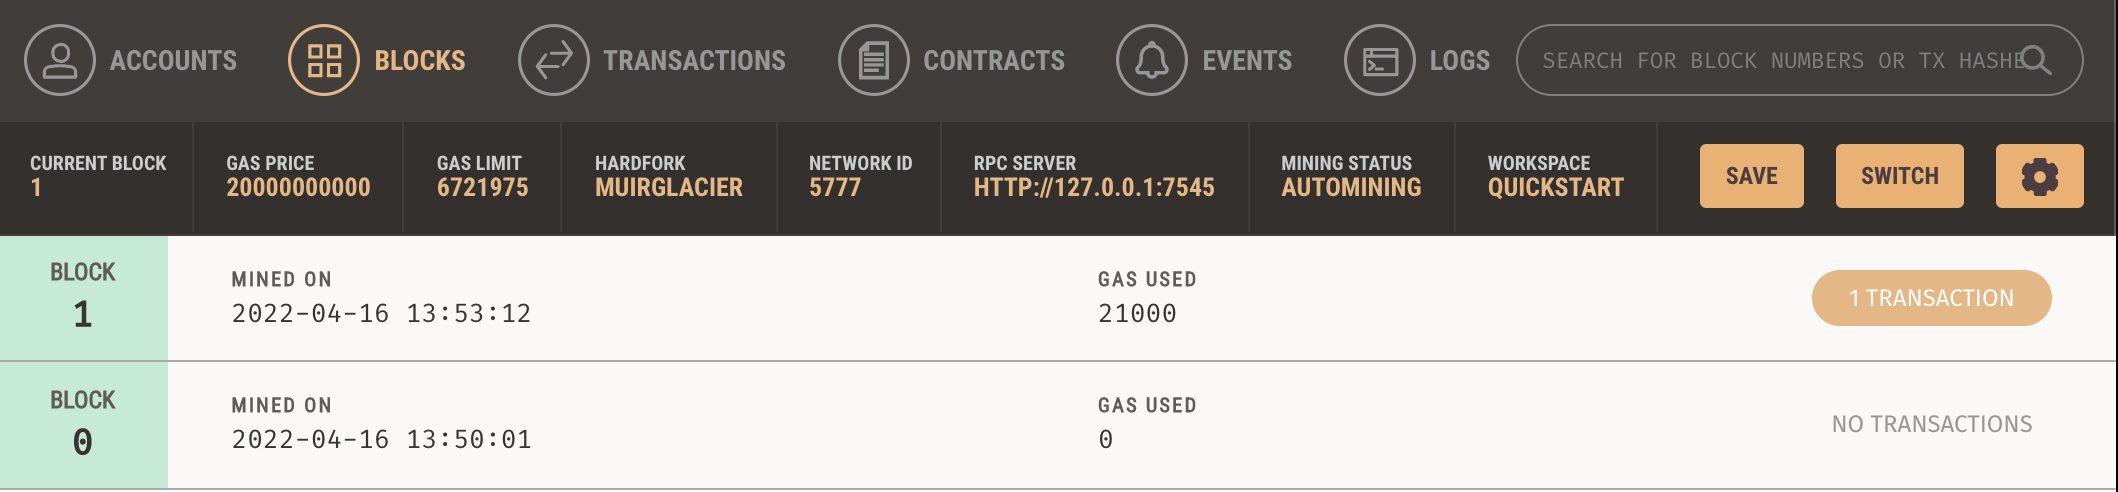 ACCOUNTS BLOCKS TRANSACTIONS CONTRACTS EVENTS LOGS SEARCH FOR BLOCK NUMBERS OR TX HASHE
CURRENT BLOCK GAS PRICE GAS LIMIT HARDFORK NETWORK ID RPC SERVER MINING STATUS WORKSPACE
1 20000000000 6721975 MUIRGLACIER 5777 HTTP://127.0.0.1:7545 AUTOMINING QUICKSTART
SAVE SWITCH
BLOCK
1
MINED ON
2022-04-16 13:53:12
GAS USED
21000
1 TRANSACTION
BLOCK
0
MINED ON
2022-04-16 13:50:01
GAS USED
0
NO TRANSACTIONS